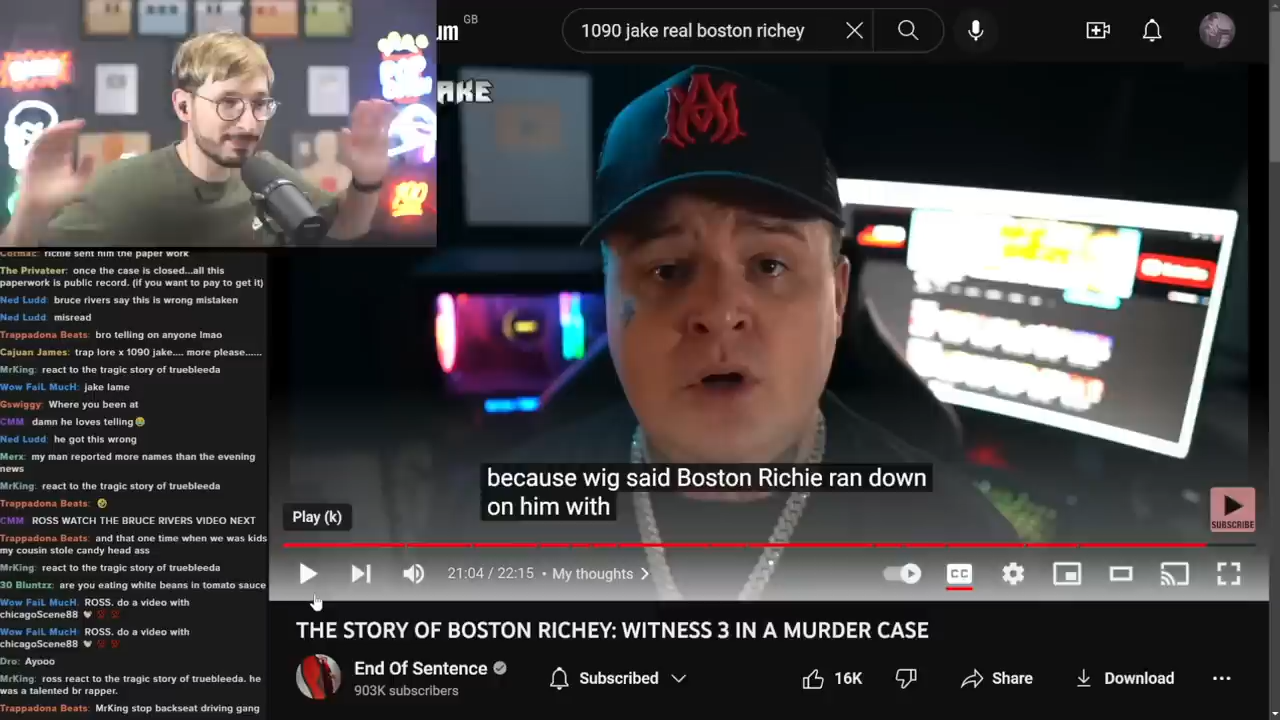 um GB
1090 jake real boston richey
AKE
100
Cormac: richie sent him the paper work
The Privateer: once the case is closed...all this
paperwork is public record. (if you want to pay to get it)
Ned Ludd: bruce rivers say this is wrong mistaken
Ned Ludd: misread
Trappadona Beats: bro telling on anyone lmao
Cajuan James: trap lore x 1090 jake.... more please......
MrKing: react to the tragic story of truebleeda
Wow FaiL MucH: jake lame
Gswiggy: Where you been at
CMM damn he loves telling😂
Ned Ludd: he got this wrong
Merx: my man reported more names than the evening
news
MrKing: react to the tragic story of truebleeda
Trappadona Beats: 🤣
CMM ROSS WATCH THE BRUCE RIVERS VIDEO NEXT
Trappadona Beats: and that one time when we was kids
my cousin stole candy head ass
MrKing: react to the tragic story of truebleeda
30 Bluntzz: are you eating white beans in tomato sauce
Wow FaiL MucH: ROSS. do a video with
chicagoScene88
Wow FaiL MucH: ROSS. do a video with
chicagoScene88
Dro: Ayooo
MrKing: ross react to the tragic story of truebleeda. he
was a talented br rapper.
Trappadona Beats: MrKing stop backseat driving gang
because wig said Boston Richie ran down
on him with
Play (k)
SUBSCRIBE
21:04 / 22:15 • My thoughts
CC
THE STORY OF BOSTON RICHEY: WITNESS 3 IN A MURDER CASE
End Of Sentence
903K subscribers
Subscribed
16K
Share
Download